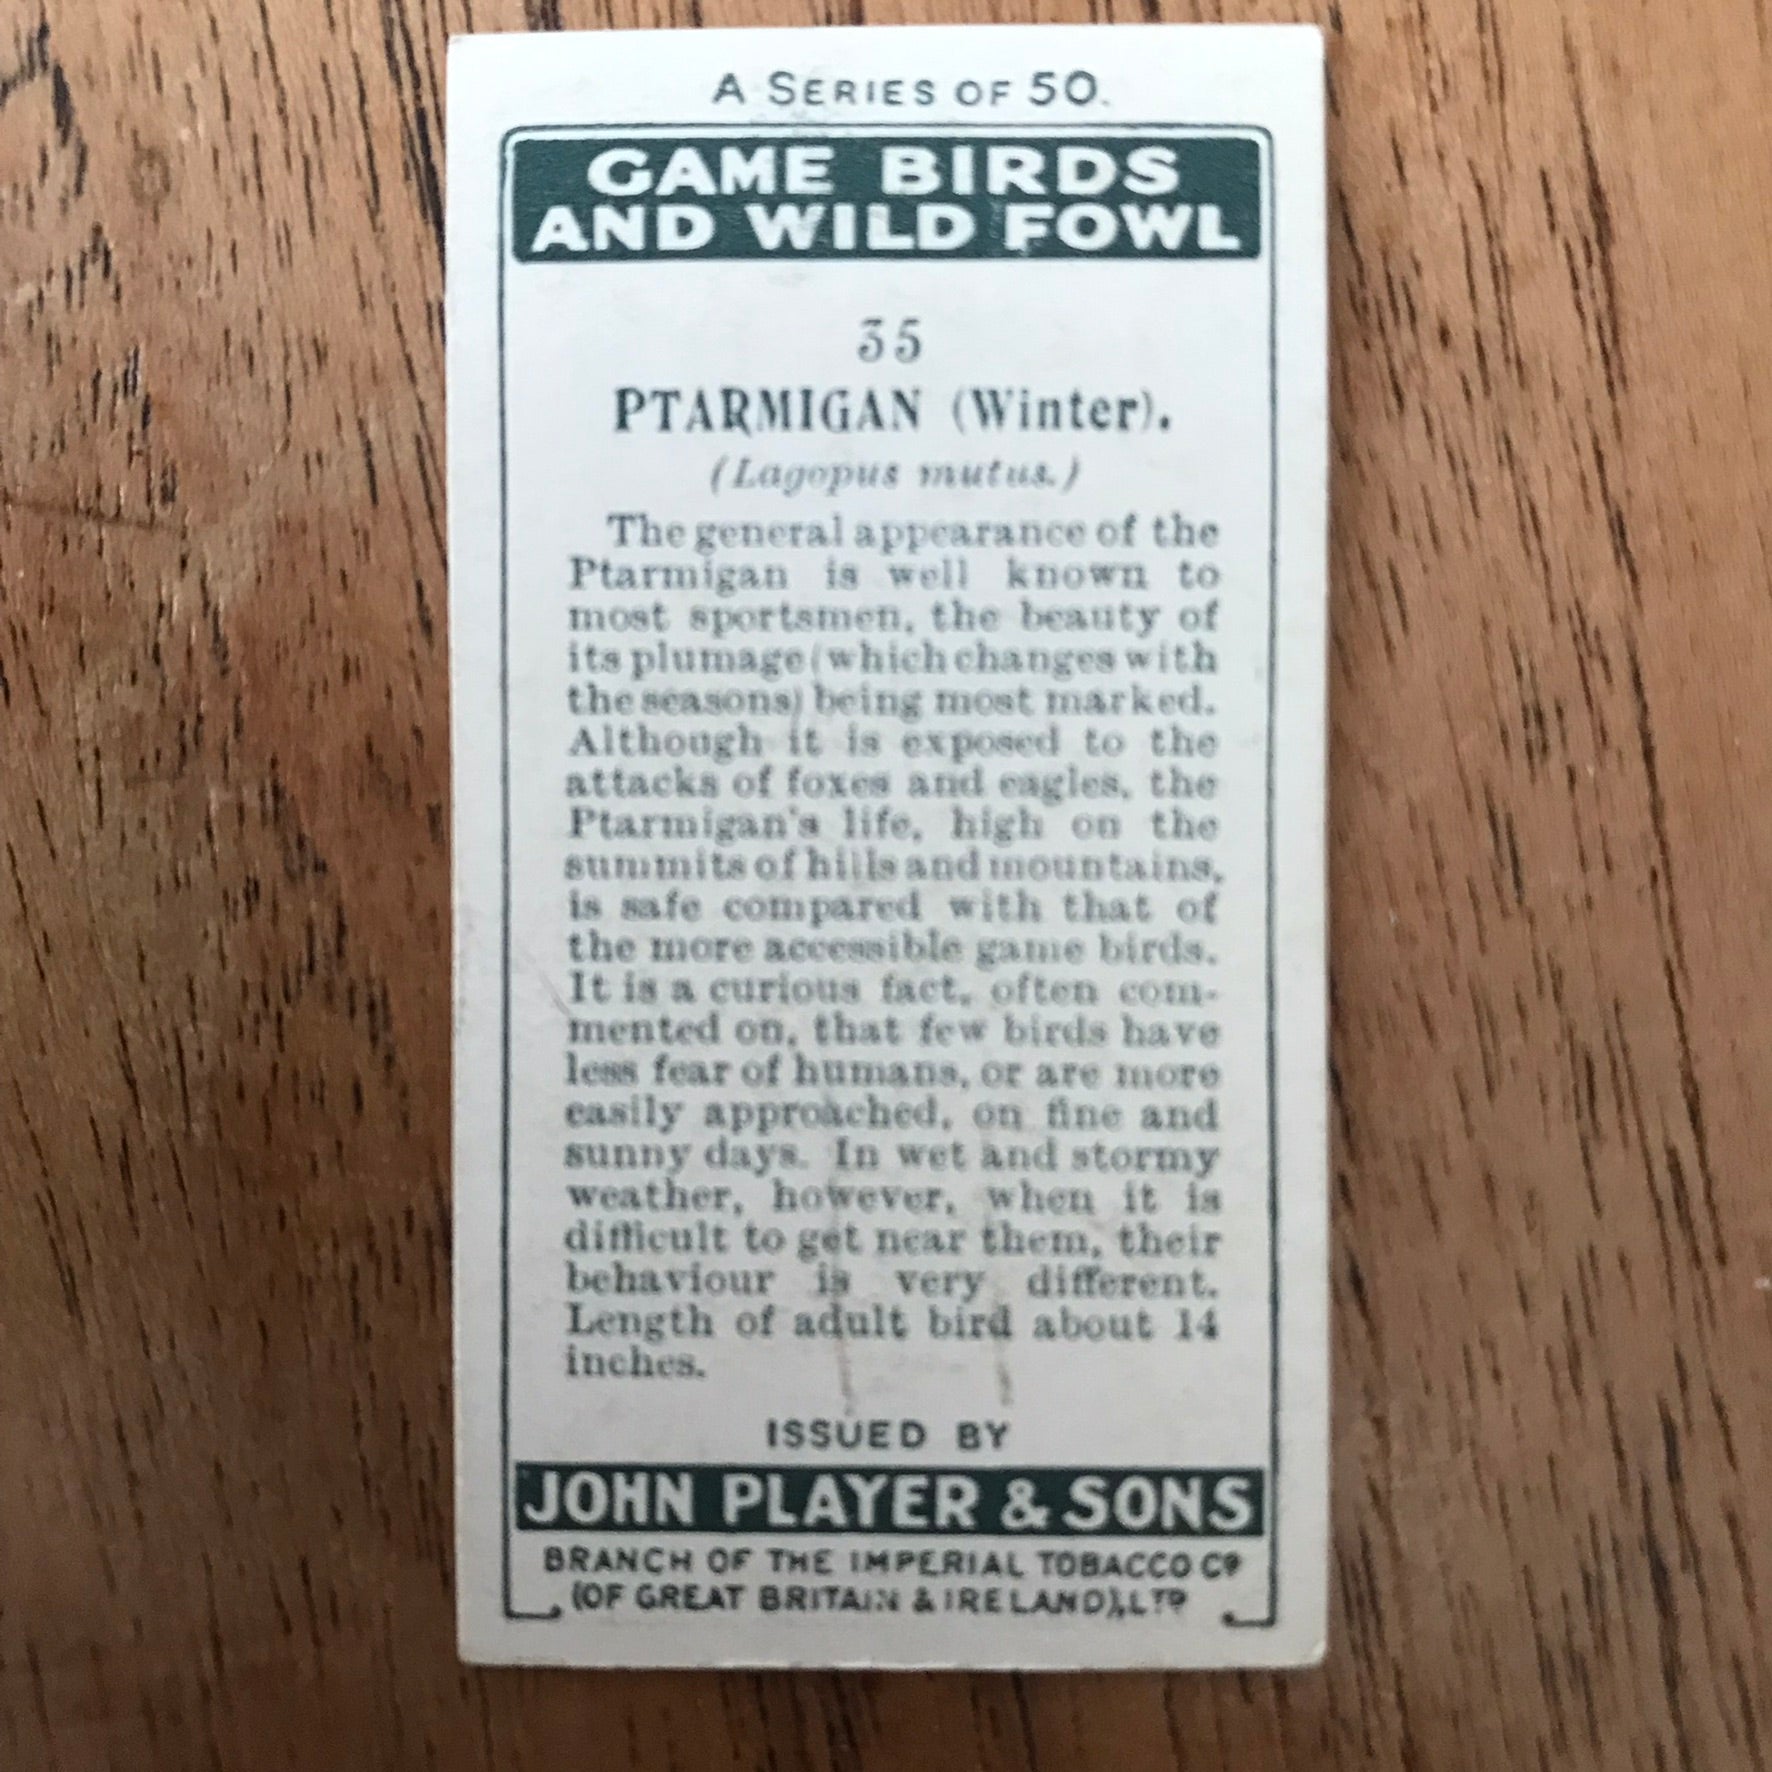 A SERIES OF 50.
GAME BIRDS
AND WILD FOWL
35
PTARMIGAN (Winter).
(Lagopus mutus.)
The general appearance of the
Ptarmigan is well known to
most sportsmen, the beauty of
its plumage (which changes with
the seasons) being most marked.
Although it is exposed to the
attacks of foxes and eagles, the
Ptarmigan's life, high on the
summits of hills and mountains,
is safe compared with that of
the more accessible game birds.
It is a curious fact, often com-
mented on, that few birds have
less fear of humans, or are more
easily approached, on fine and
sunny days. In wet and stormy
weather, however, when it is
difficult to get near them, their
behaviour is very different.
Length of adult bird about 14
inches.
ISSUED BY
JOHN PLAYER & SONS
BRANCH OF THE IMPERIAL TOBACCO Cº
(OF GREAT BRITAIN & IRELAND), LTD